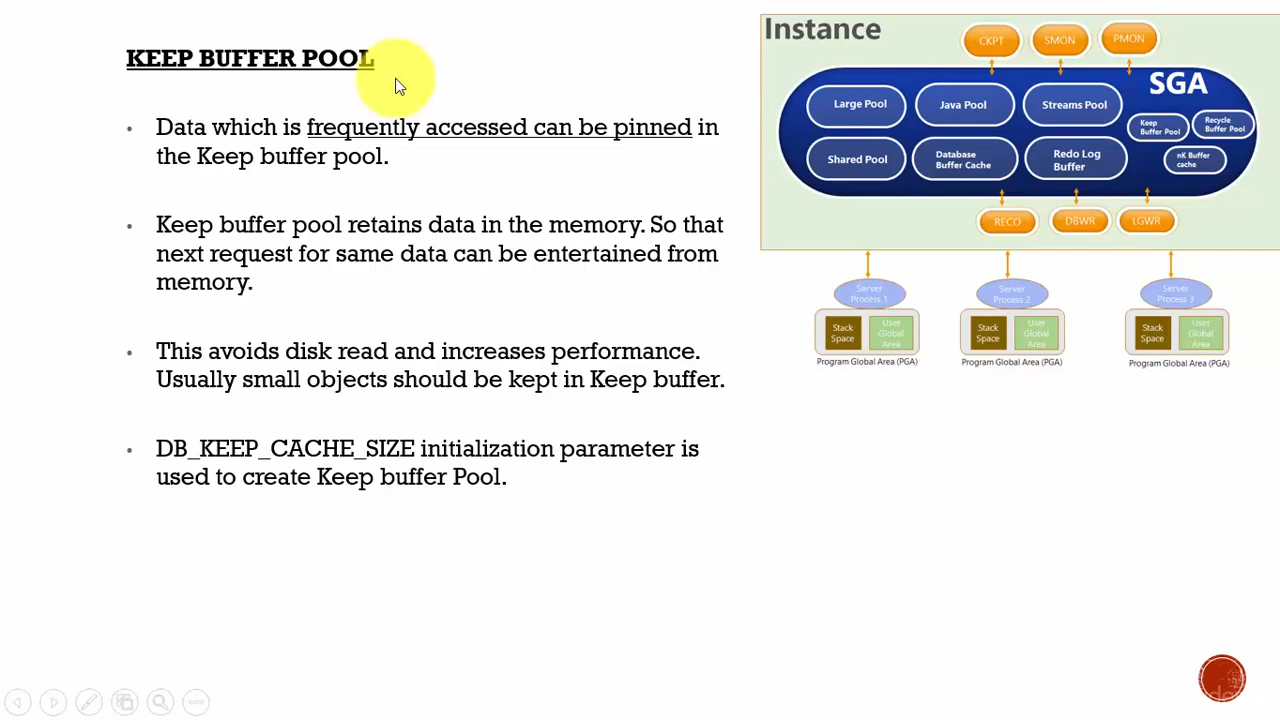 KEEP BUFFER POOL
• Data which is frequently accessed can be pinned in
the Keep buffer pool.
• Keep buffer pool retains data in the memory. So that
next request for same data can be entertained from
memory.
• This avoids disk read and increases performance.
Usually small objects should be kept in Keep buffer.
• DB_KEEP_CACHE_SIZE initialization parameter is
used to create Keep buffer Pool.
Instance
CKPT
SMON
PMON
SGA
Large Pool
Java Pool
Streams Pool
Keep
Buffer Pool
Recycle
Buffer Pool
Shared Pool
Database
Buffer Cache
Redo Log
Buffer
nK Buffer
cache
RECO
DBWR
LGWR
Server
Process 1
Server
Process 2
Server
Process 3
Stack
Space
User
Global
Area
Stack
Space
User
Global
Area
Stack
Space
User
Global
Area
Program Global Area (PGA)
Program Global Area (PGA)
Program Global Area (PGA)